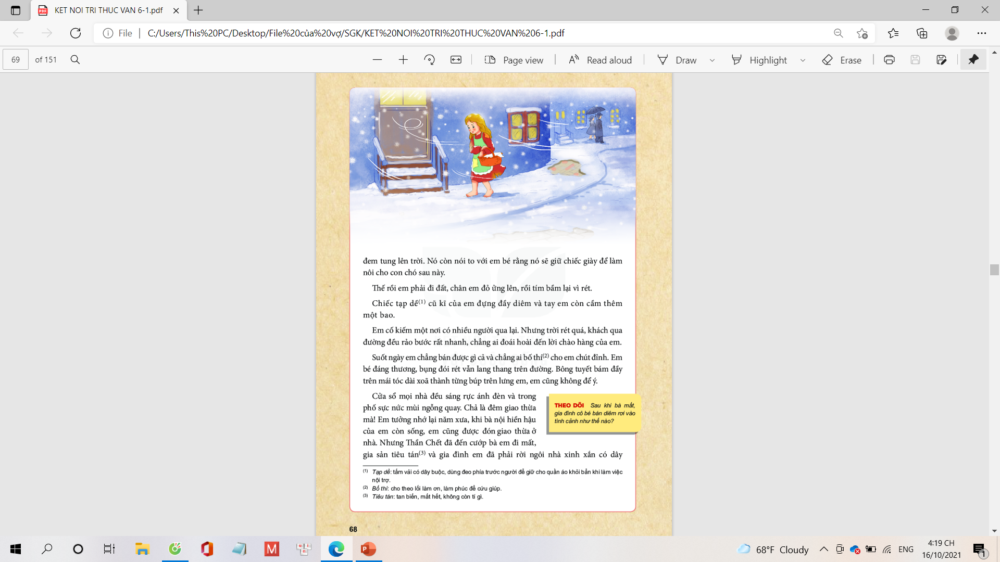 KET NOI TRI THUC VAN 6-1.pdf
File
C:/Users/This%20PC/Desktop/File%20của%20vợ/SGK/KET%20NOI%20TRI%20THUC%20VAN%206-1.pdf
69 of 151
Page view
Read aloud
Draw
Highlight
Erase
đem tung lên trời. Nó còn nói to với em bé rằng nó sẽ giữ chiếc giày để làm
nôi cho con chó sau này.
Thế rồi em phải đi đất, chân em đỏ ửng lên, rồi tím bầm lại vì rét.
Chiếc tạp dề(1) cũ kĩ của em đựng đầy diêm và tay em còn cầm thêm
một bao.
Em cố kiếm một nơi có nhiều người qua lại. Nhưng trời rét quá, khách qua
đường đều rảo bước rất nhanh, chẳng ai đoái hoài đến lời chào hàng của em.
Suốt ngày em chẳng bán được gì cả và chẳng ai bố thí(2) cho em chút đỉnh. Em
bé đáng thương, bụng đói rét vẫn lang thang trên đường. Bông tuyết bám đầy
trên mái tóc dài xoã thành từng búp trên lưng em, em cũng không để ý.
Cửa sổ mọi nhà đều sáng rực ánh đèn và trong
phố sực nức mùi ngỗng quay. Chả là đêm giao thừa
mà! Em tưởng nhớ lại năm xưa, khi bà nội hiền hậu
của em còn sống, em cũng được đón giao thừa ở
nhà. Nhưng Thần Chết đã đến cướp bà em đi mất,
gia sản tiêu tán(3) và gia đình em đã phải rời ngôi nhà xinh xắn có dây
THEO DÕI Sau khi bà mất,
gia đình cô bé bán diêm rơi vào
tình cảnh như thế nào?
(1) Tạp dề: tấm vải có dây buộc, dùng đeo phía trước người để giữ cho quần áo khỏi bẩn khi làm việc
nội trợ.
(2) Bố thí: cho theo lối làm ơn, làm phúc để cứu giúp.
(3) Tiêu tán: tan biến, mất hết, không còn tí gì.
68
68°F Cloudy
ENG
4:19 CH
16/10/2021
1